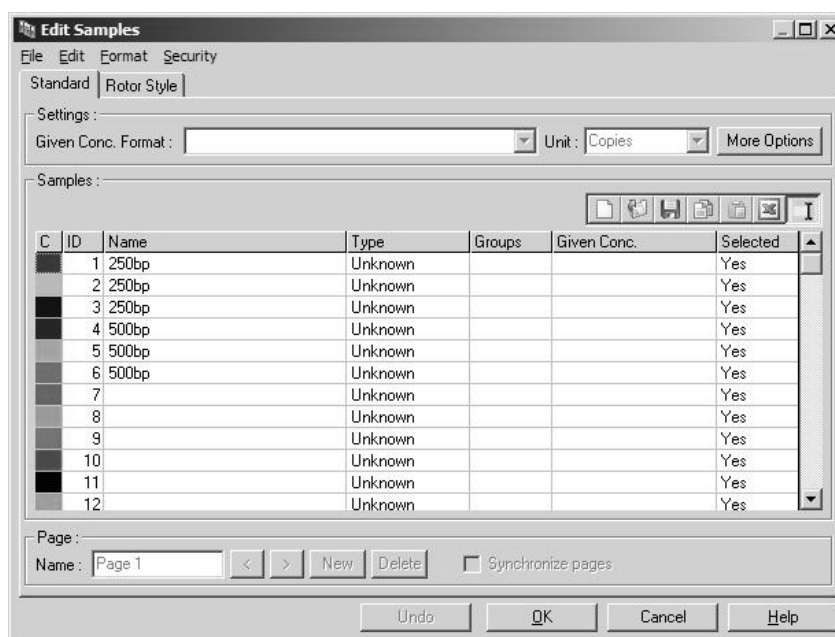 Edit Samples
File Edit Format Security
Standard Rotor Style
Settings :
Given Conc. Format : Unit : Copies More Options
Samples :
C ID Name Type Groups Given Conc. Selected
1 250bp Unknown Yes
2 250bp Unknown Yes
3 250bp Unknown Yes
4 500bp Unknown Yes
5 500bp Unknown Yes
6 500bp Unknown Yes
7 Unknown Yes
8 Unknown Yes
9 Unknown Yes
10 Unknown Yes
11 Unknown Yes
12 Unknown Yes
Page :
Name : Page 1 < > New Delete Synchronize pages
Undo OK Cancel Help